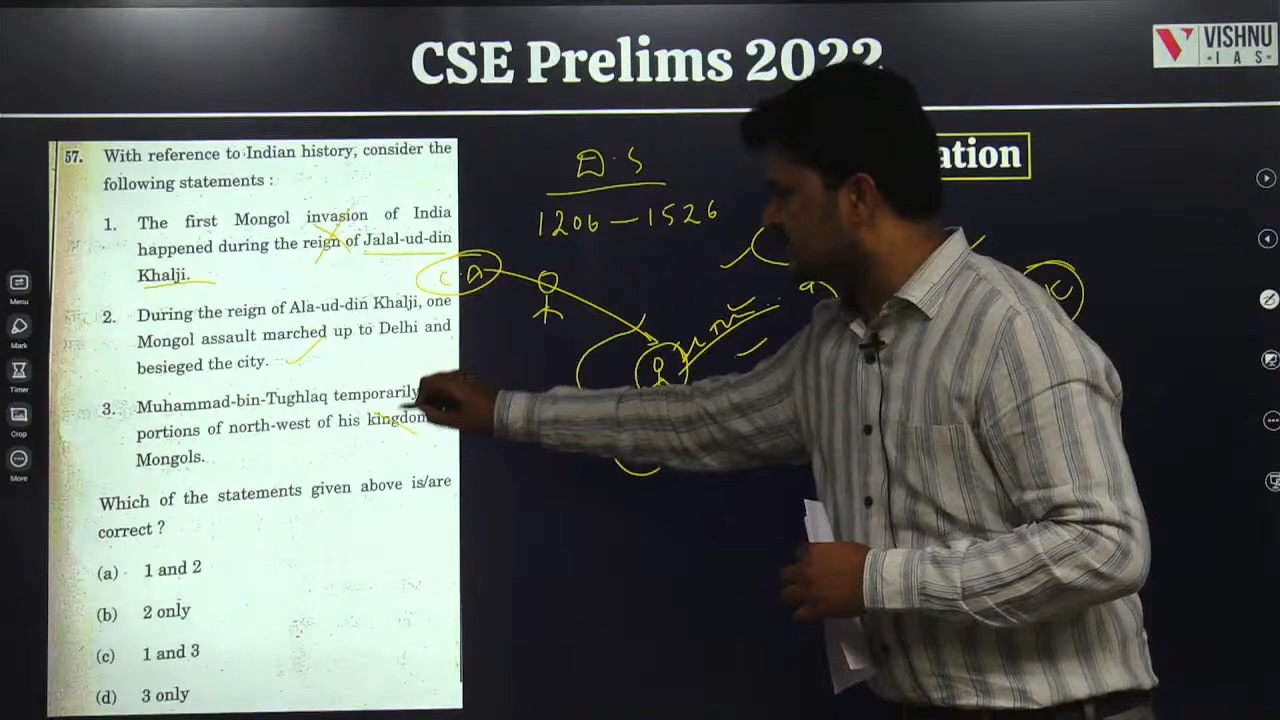 CSE Prelims 2022
VISHNU
IAS
ation
57. With reference to Indian history, consider the
following statements :
1. The first Mongol invasion of India
happened during the reign of Jalal-ud-din
Khalji.
2. During the reign of Ala-ud-din Khalji, one
Mongol assault marched up to Delhi and
besieged the city.
3. Muhammad-bin-Tughlaq temporarily
portions of north-west of his kingdom
Mongols.
Which of the statements given above is/are
correct ?
(a) 1 and 2
(b) 2 only
(c) 1 and 3
(d) 3 only
D.S
1206 — 1526
C.A
Menu
Mark
Timer
Crop
More